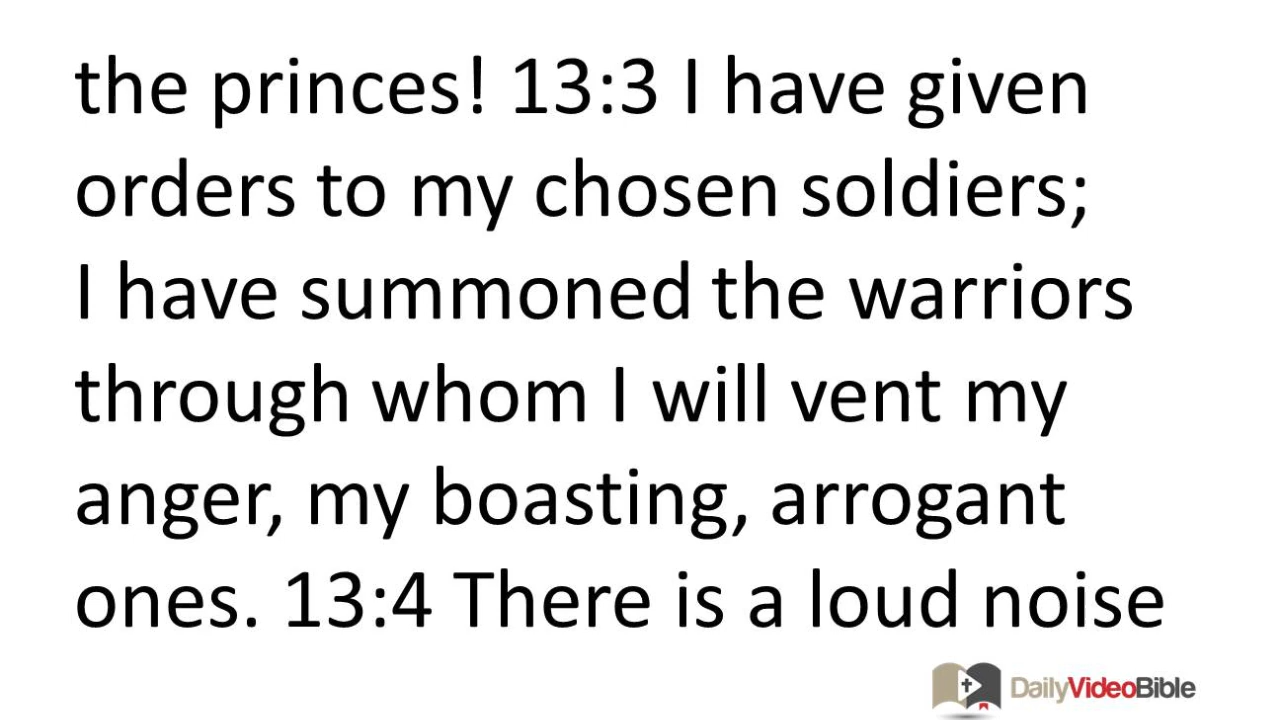 the princes! 13:3 I have given
orders to my chosen soldiers;
I have summoned the warriors
through whom I will vent my
anger, my boasting, arrogant
ones. 13:4 There is a loud noise
DailyVideoBible